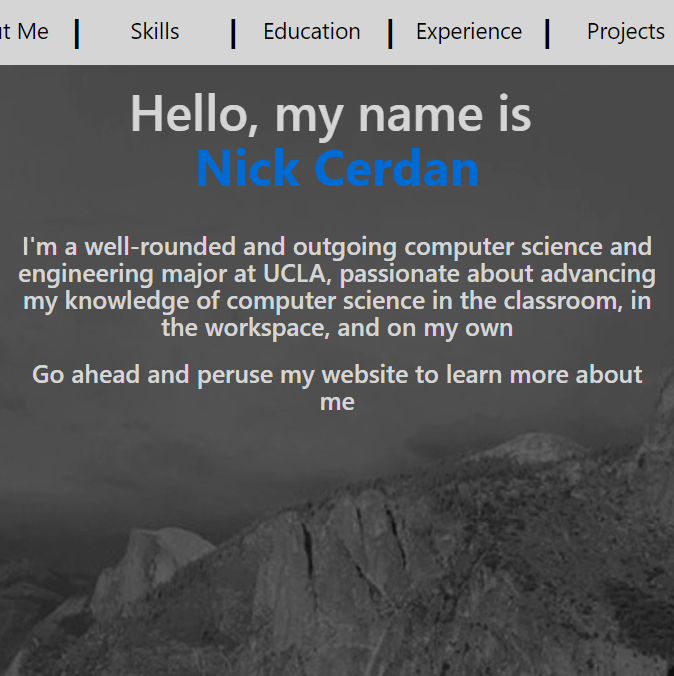 t Me | Skills | Education | Experience | Projects
Hello, my name is
Nick Cerdan
I'm a well-rounded and outgoing computer science and
engineering major at UCLA, passionate about advancing
my knowledge of computer science in the classroom, in
the workspace, and on my own
Go ahead and peruse my website to learn more about
me